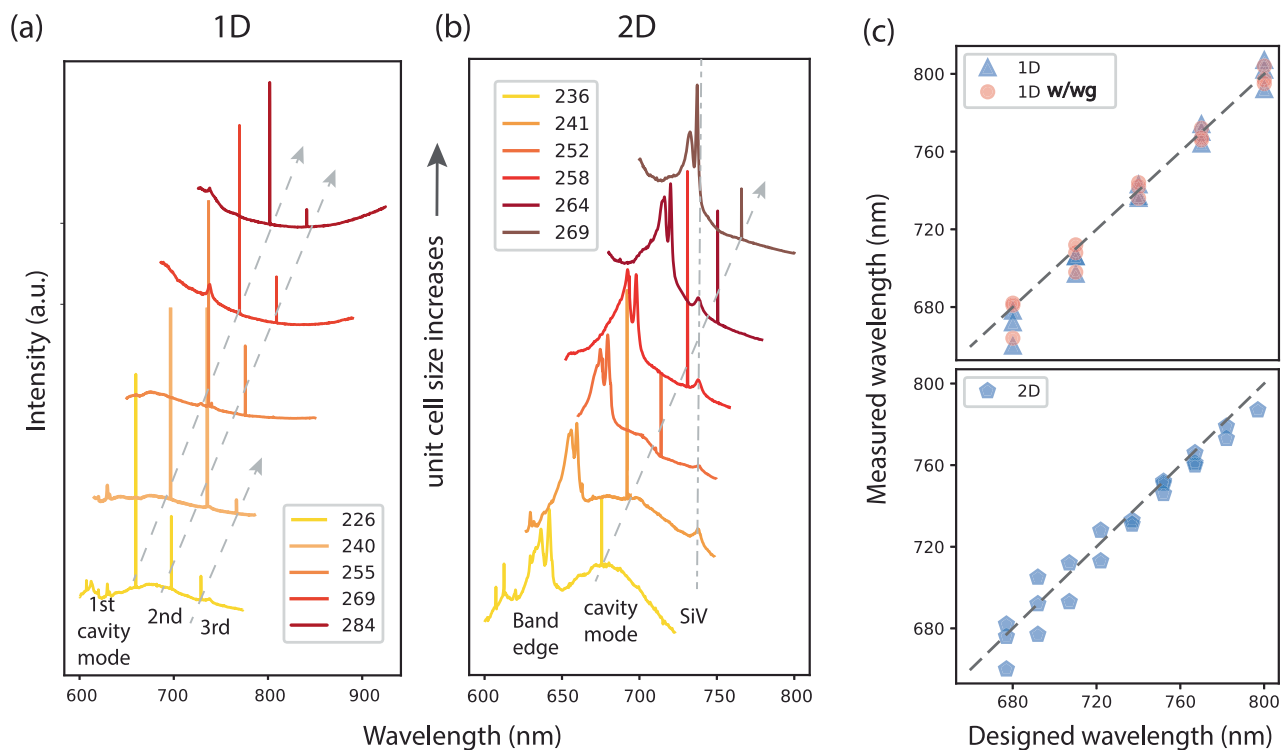 (a)
1D
Intensity (a.u.)
1st
cavity
mode
2nd
3rd
226
240
255
269
284
600
700
800
900
(b)
2D
unit cell size increases
236
241
252
258
264
269
Band
edge
cavity
mode
SiV
600
650
700
750
800
Wavelength (nm)
(c)
Measured wavelength (nm)
1D
1D w/wg
800
760
720
680
2D
800
760
720
680
680
720
760
800
Designed wavelength (nm)